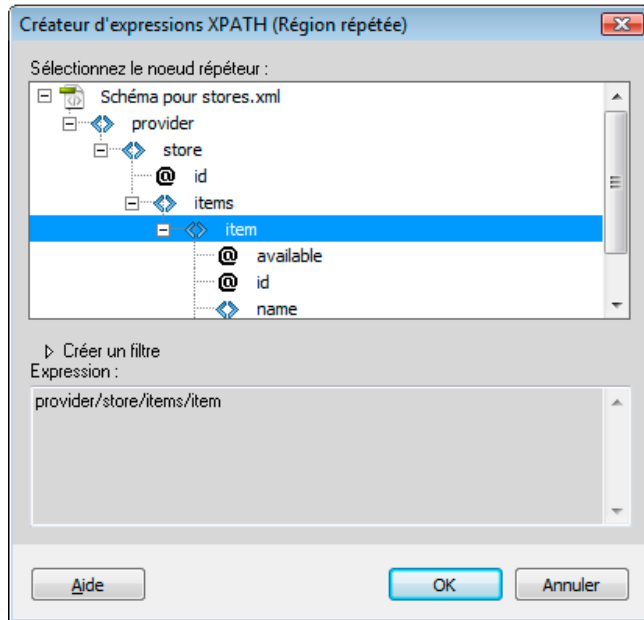 Créateur d'expressions XPATH (Région répétée)
Sélectionnez le noeud répéteur :
Schéma pour stores.xml
provider
store
@ id
items
item
@ available
@ id
name
Créer un filtre
Expression :
provider/store/items/item
Aide
OK
Annuler